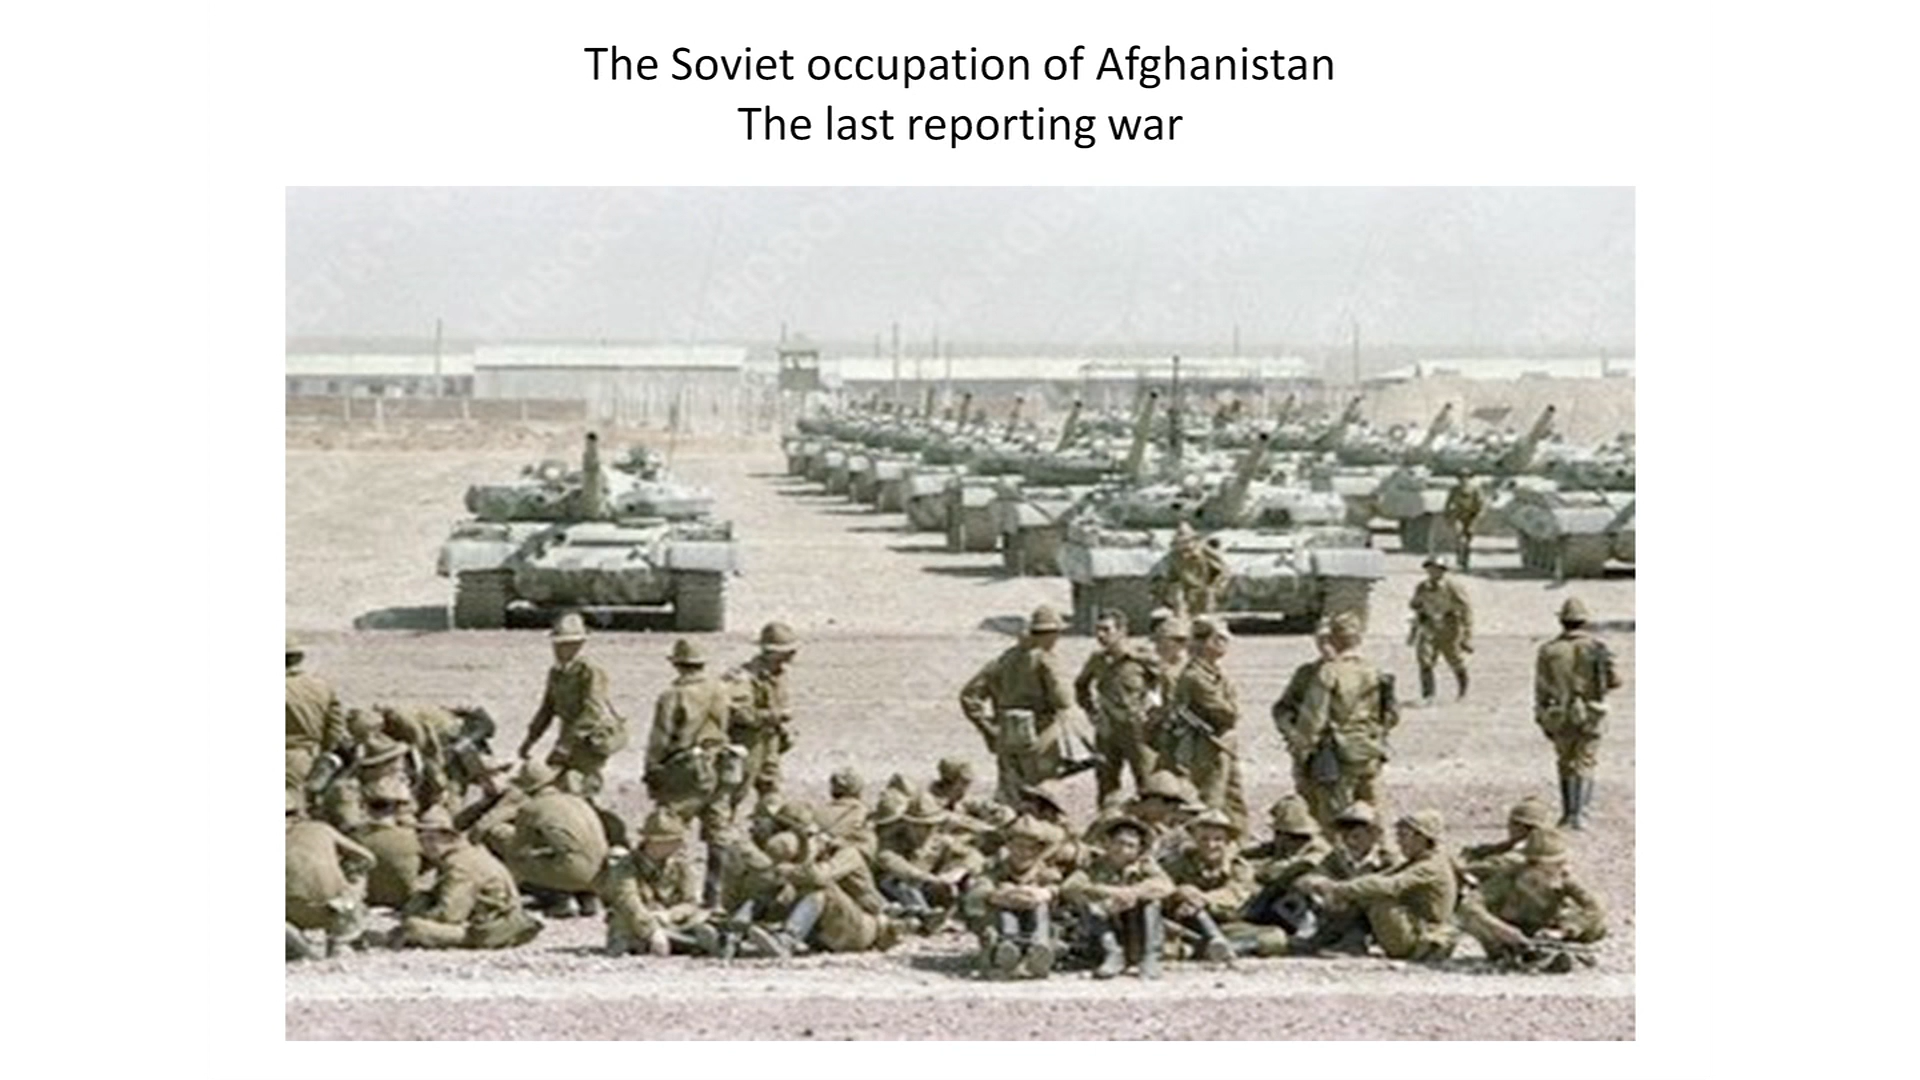 The Soviet occupation of Afghanistan
The last reporting war